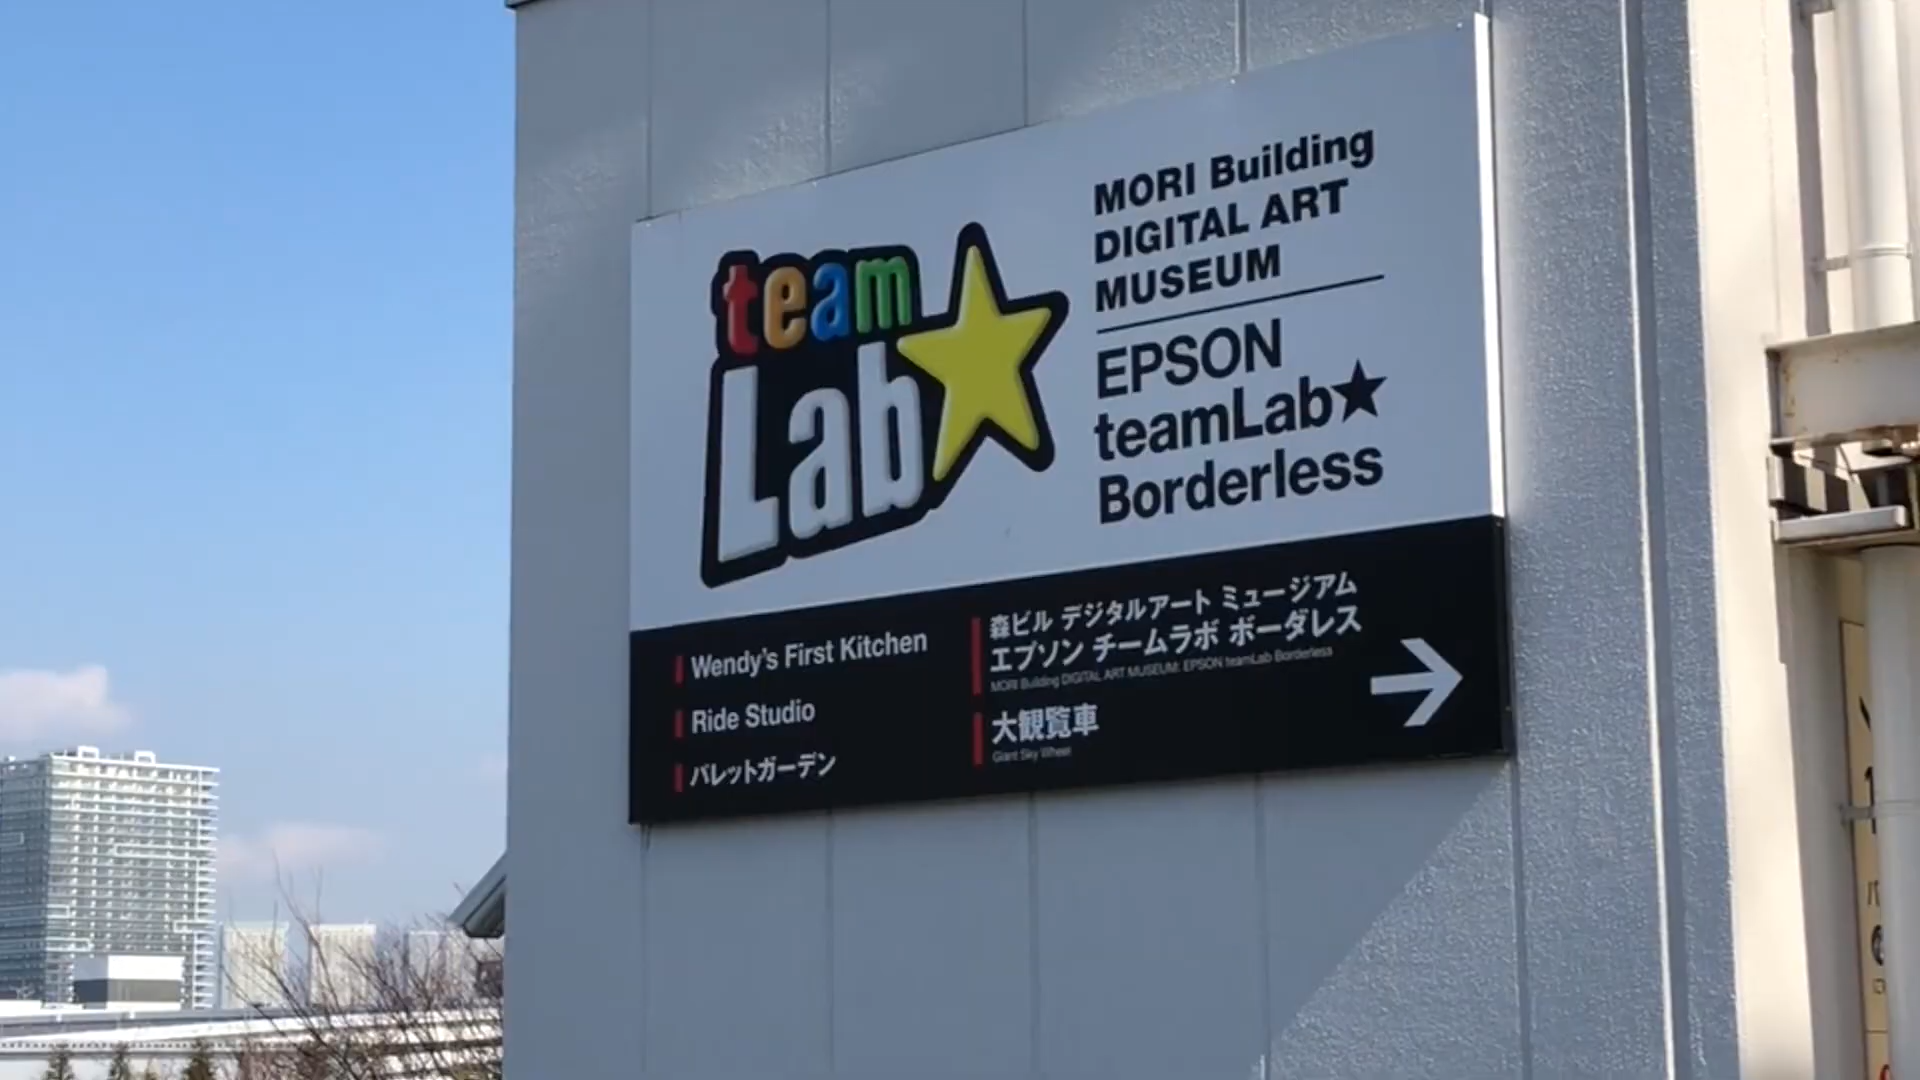 team
Lab
MORI Building
DIGITAL ART
MUSEUM
EPSON
teamLab★
Borderless
Wendy's First Kitchen
Ride Studio
パレットガーデン
森ビル デジタルアート ミュージアム
エプソン チームラボ ボーダレス
MORI Building DIGITAL ART MUSEUM: EPSON teamLab Borderless
大観覧車
Giant Sky Wheel